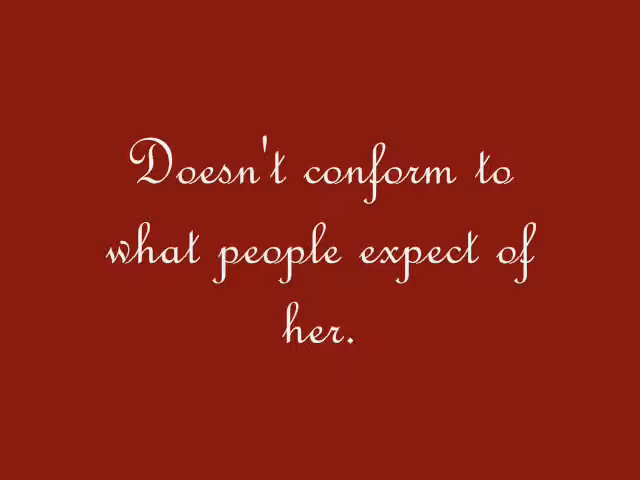 Doesn't conform to
what people expect of
her.